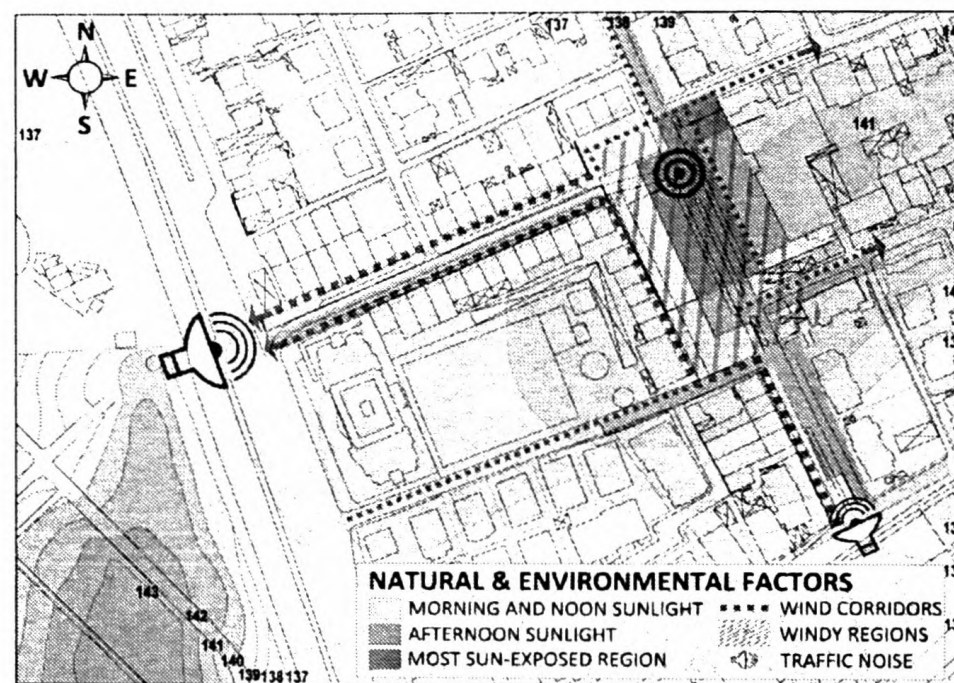 137 138 139
N
W E
S
137
141
143
142
141
140
139 138 137
NATURAL & ENVIRONMENTAL FACTORS
MORNING AND NOON SUNLIGHT
WIND CORRIDORS
AFTERNOON SUNLIGHT
WINDY REGIONS
MOST SUN-EXPOSED REGION
TRAFFIC NOISE